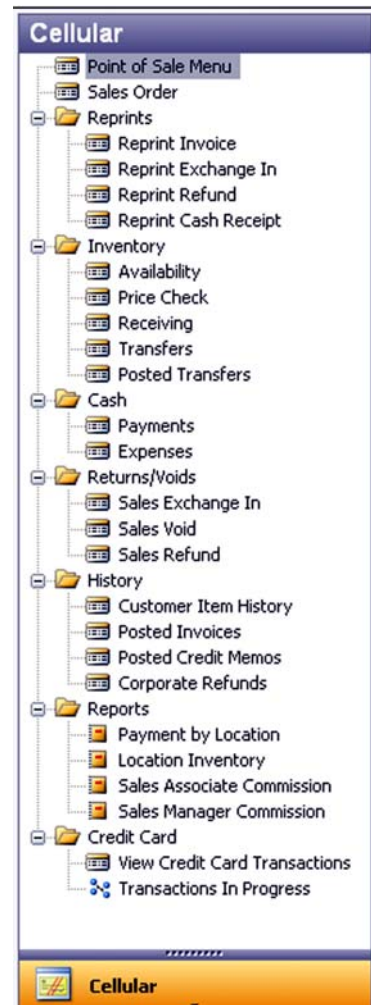 Cellular
Point of Sale Menu
Sales Order
Reprints
Reprint Invoice
Reprint Exchange In
Reprint Refund
Reprint Cash Receipt
Inventory
Availability
Price Check
Receiving
Transfers
Posted Transfers
Cash
Payments
Expenses
Returns/Voids
Sales Exchange In
Sales Void
Sales Refund
History
Customer Item History
Posted Invoices
Posted Credit Memos
Corporate Refunds
Reports
Payment by Location
Location Inventory
Sales Associate Commission
Sales Manager Commission
Credit Card
View Credit Card Transactions
Transactions In Progress
Cellular